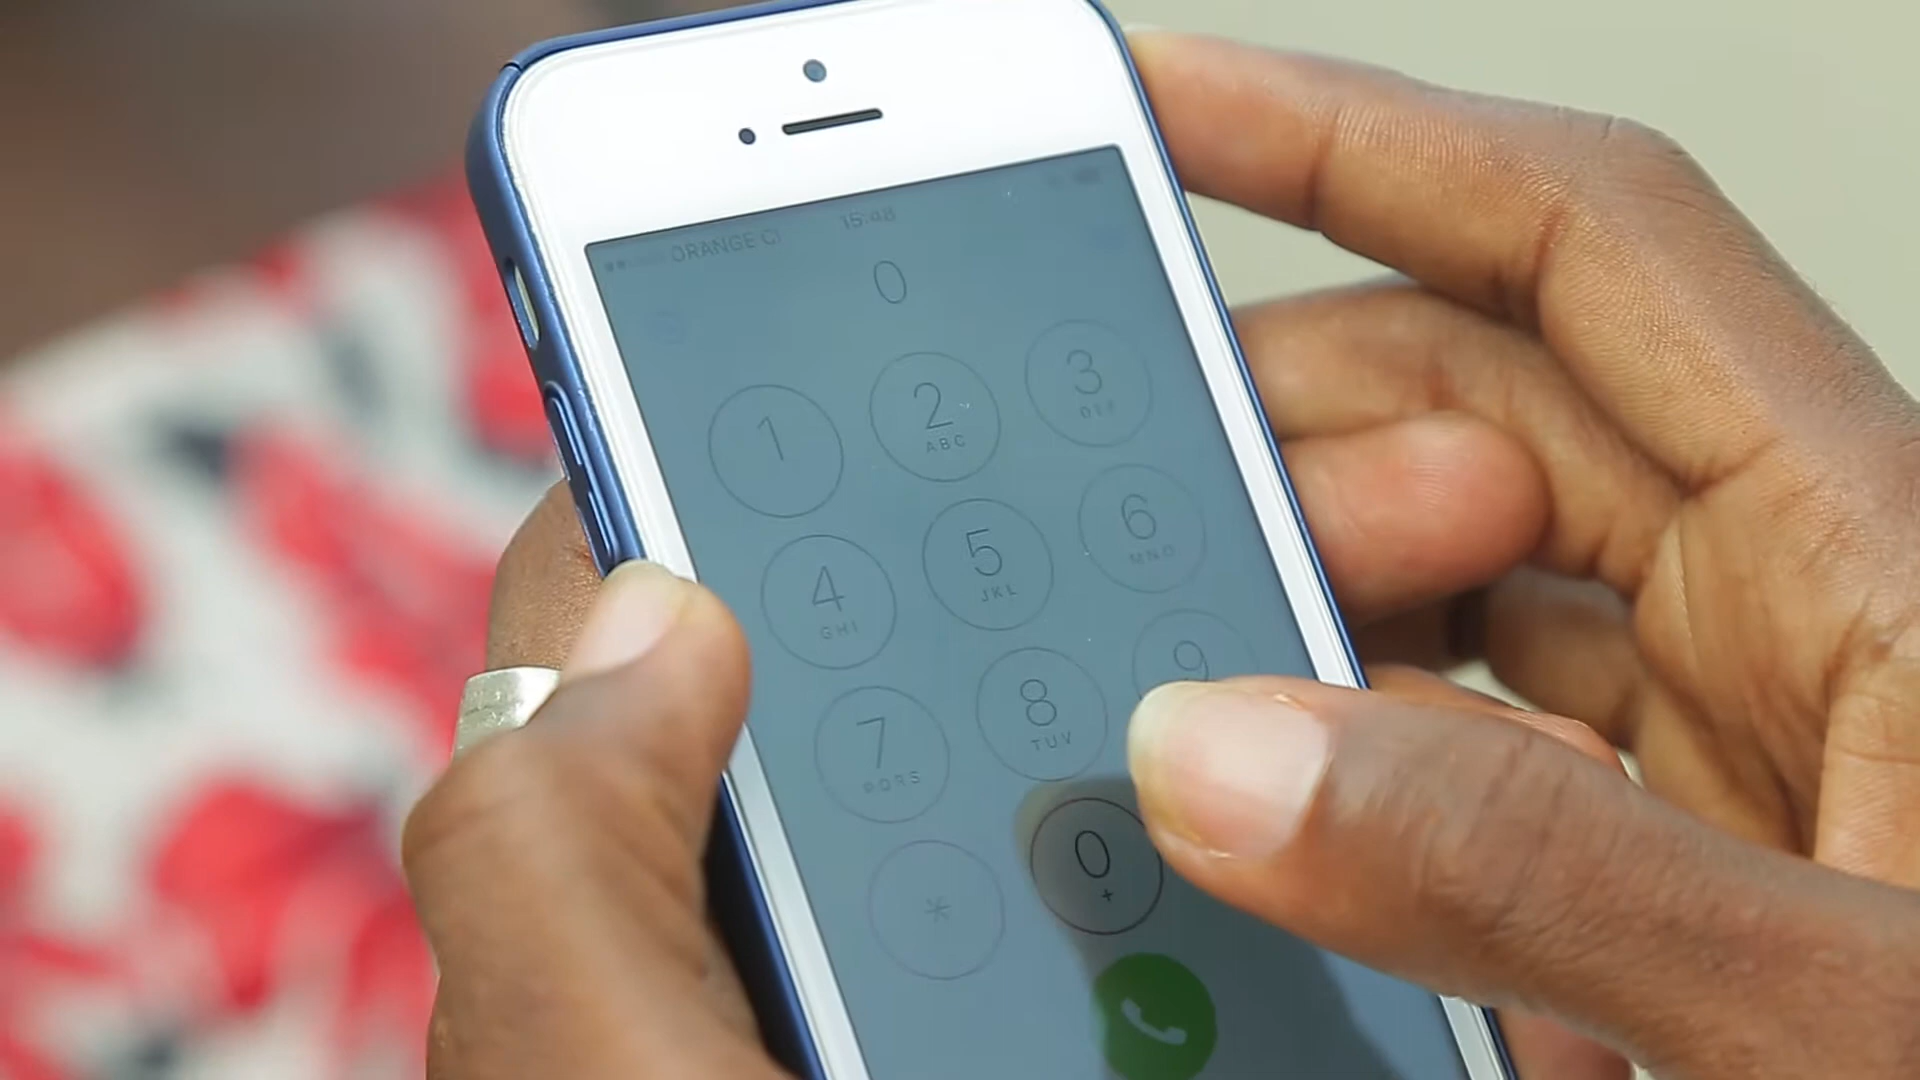 ORANGE CI 15:48
0
1 2 3
ABC DEF
4 5 6
GHI JKL MNO
7 8 9
PQRS TUV
* 0
+